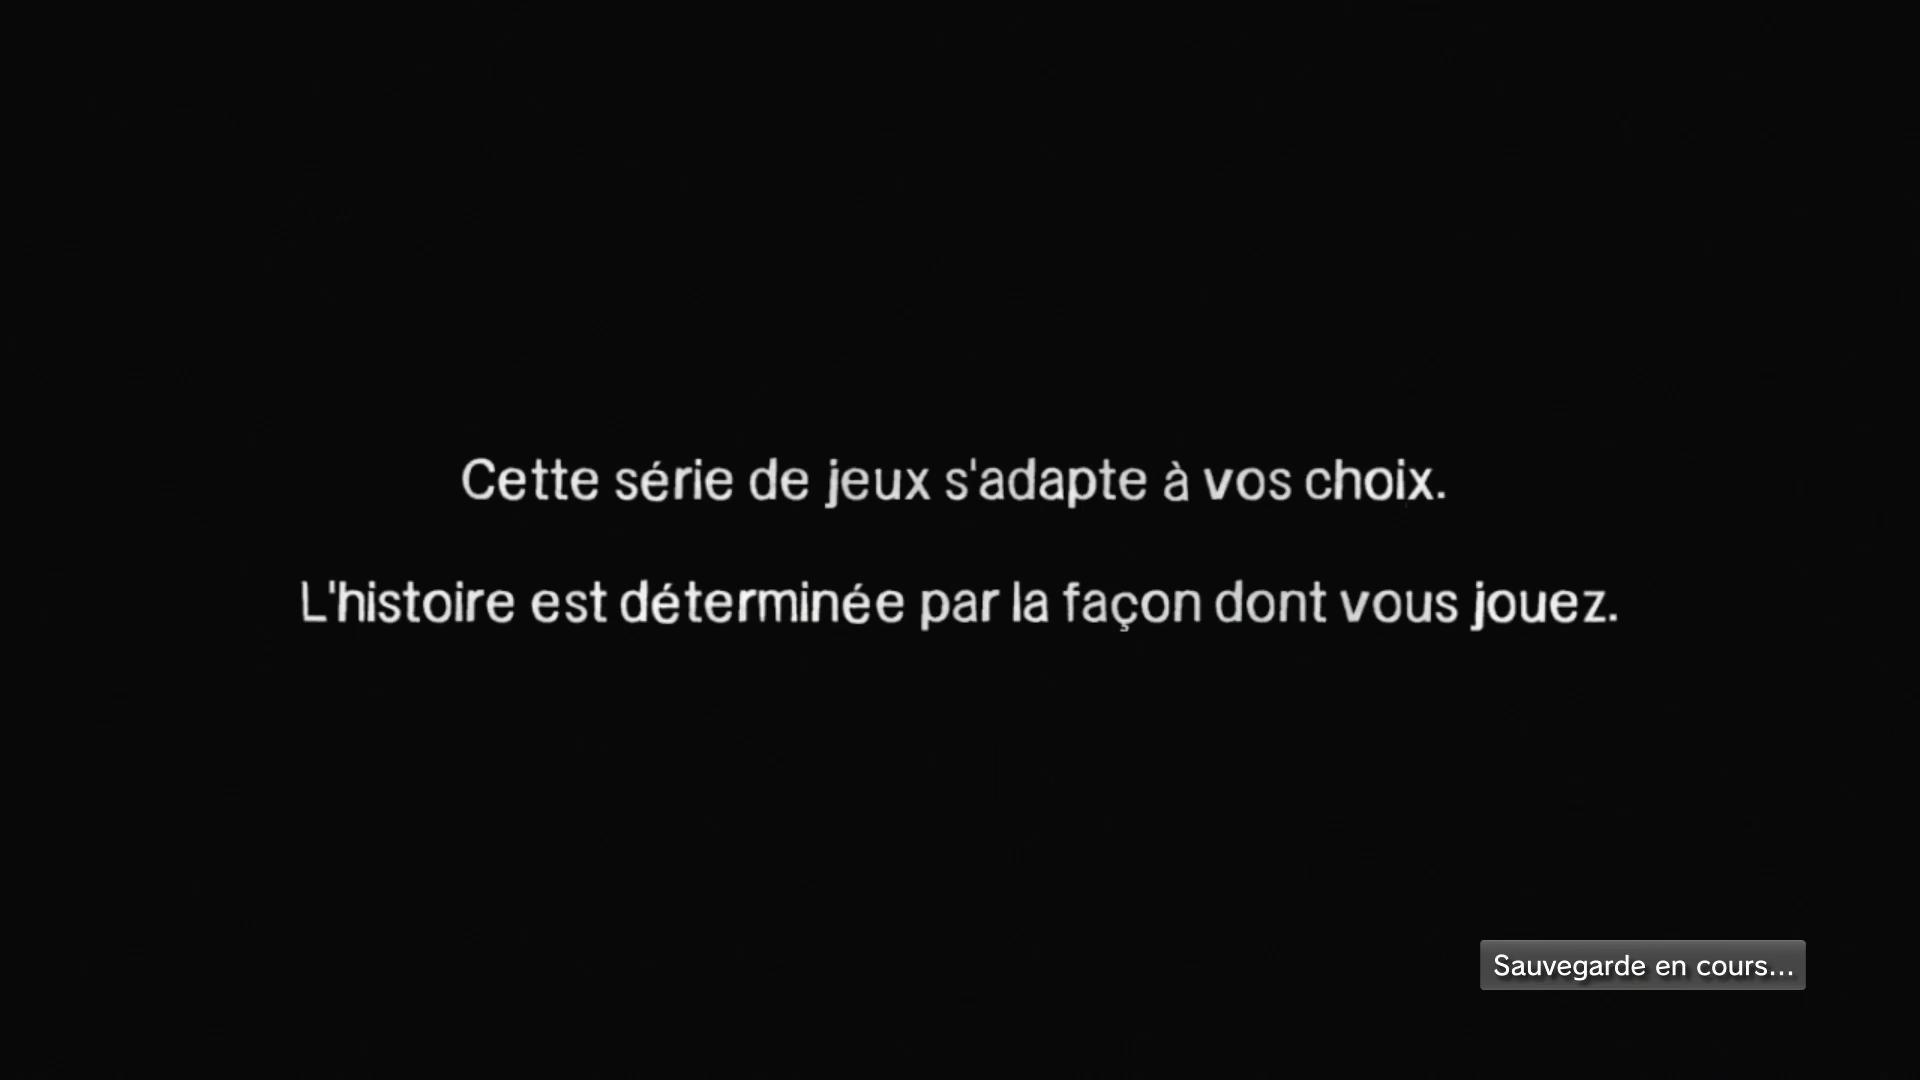 Cette série de jeux s'adapte à vos choix.
L'histoire est déterminée par la façon dont vous jouez.
Sauvegarde en cours...